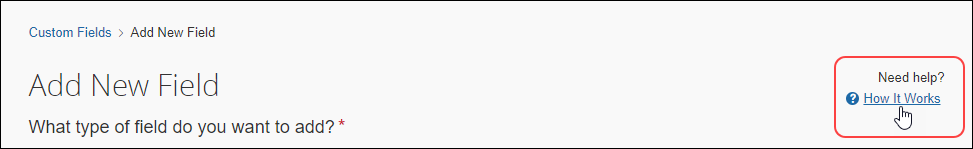 Custom Fields > Add New Field
Add New Field
What type of field do you want to add? *
Need help?
? How It Works